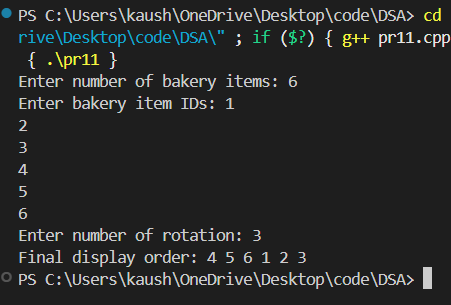 PS C:\Users\kaush\OneDrive\Desktop\code\DSA> cd
rive\Desktop\code\DSA\" ; if ($?) { g++ pr11.cpp
{ .\pr11 }
Enter number of bakery items: 6
Enter bakery item IDs: 1
2
3
4
5
6
Enter number of rotation: 3
Final display order: 4 5 6 1 2 3
PS C:\Users\kaush\OneDrive\Desktop\code\DSA>